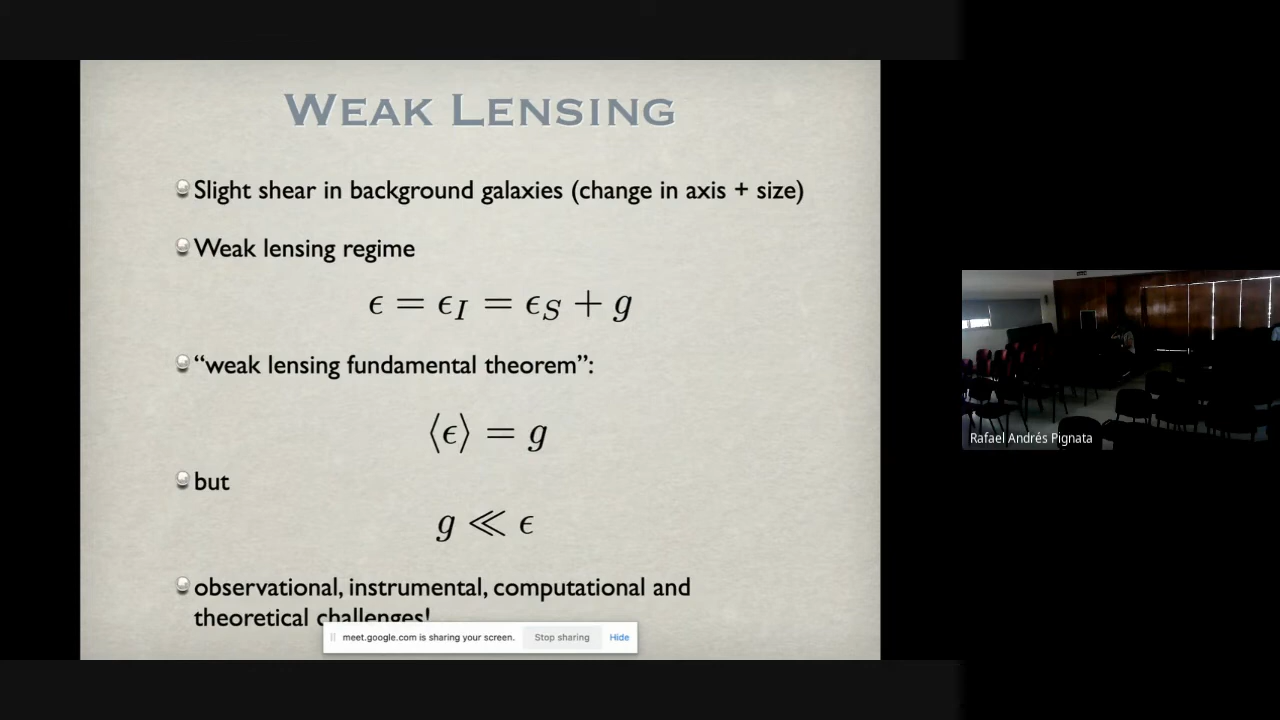 WEAK LENSING
Slight shear in background galaxies (change in axis + size)
Weak lensing regime
ϵ = ϵ_I = ϵ_S + g
“weak lensing fundamental theorem”:
⟨ϵ⟩ = g
but
g ≪ ϵ
observational, instrumental, computational and
theoretical challenges!
meet.google.com is sharing your screen. Stop sharing Hide
Rafael Andrés Pignata